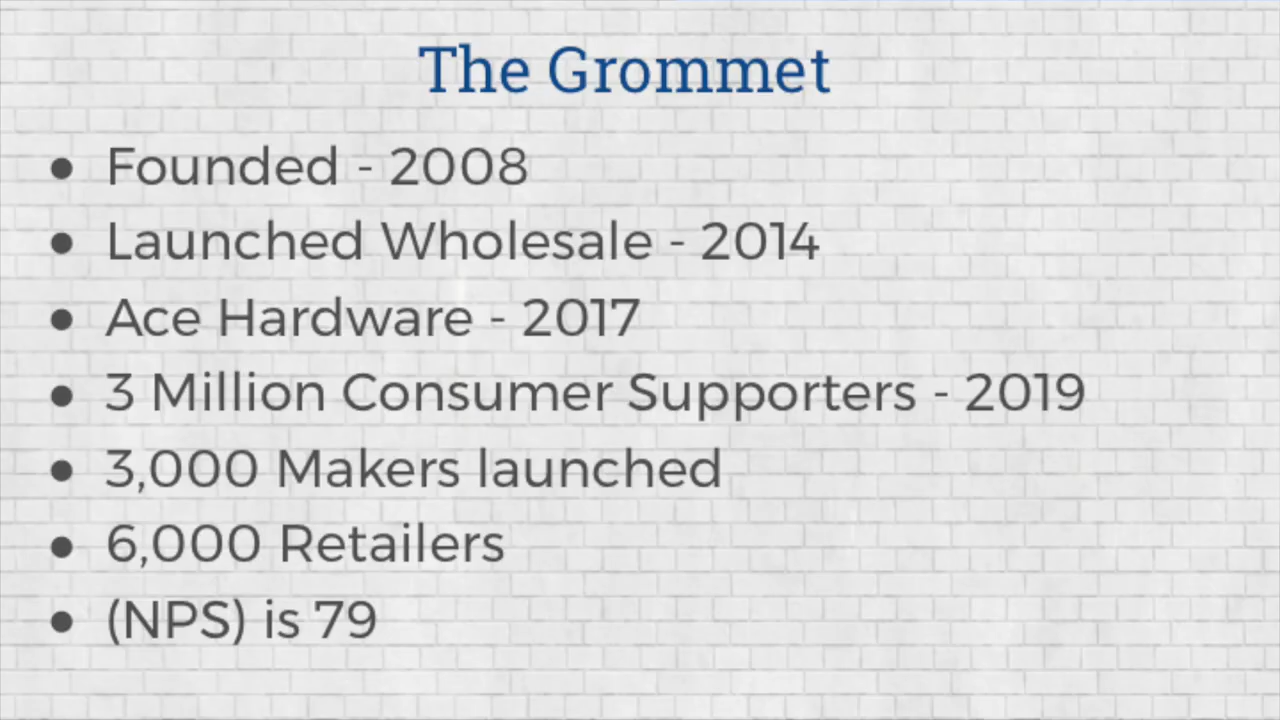 The Grommet
● Founded - 2008
● Launched Wholesale - 2014
● Ace Hardware - 2017
● 3 Million Consumer Supporters - 2019
● 3,000 Makers launched
● 6,000 Retailers
● (NPS) is 79